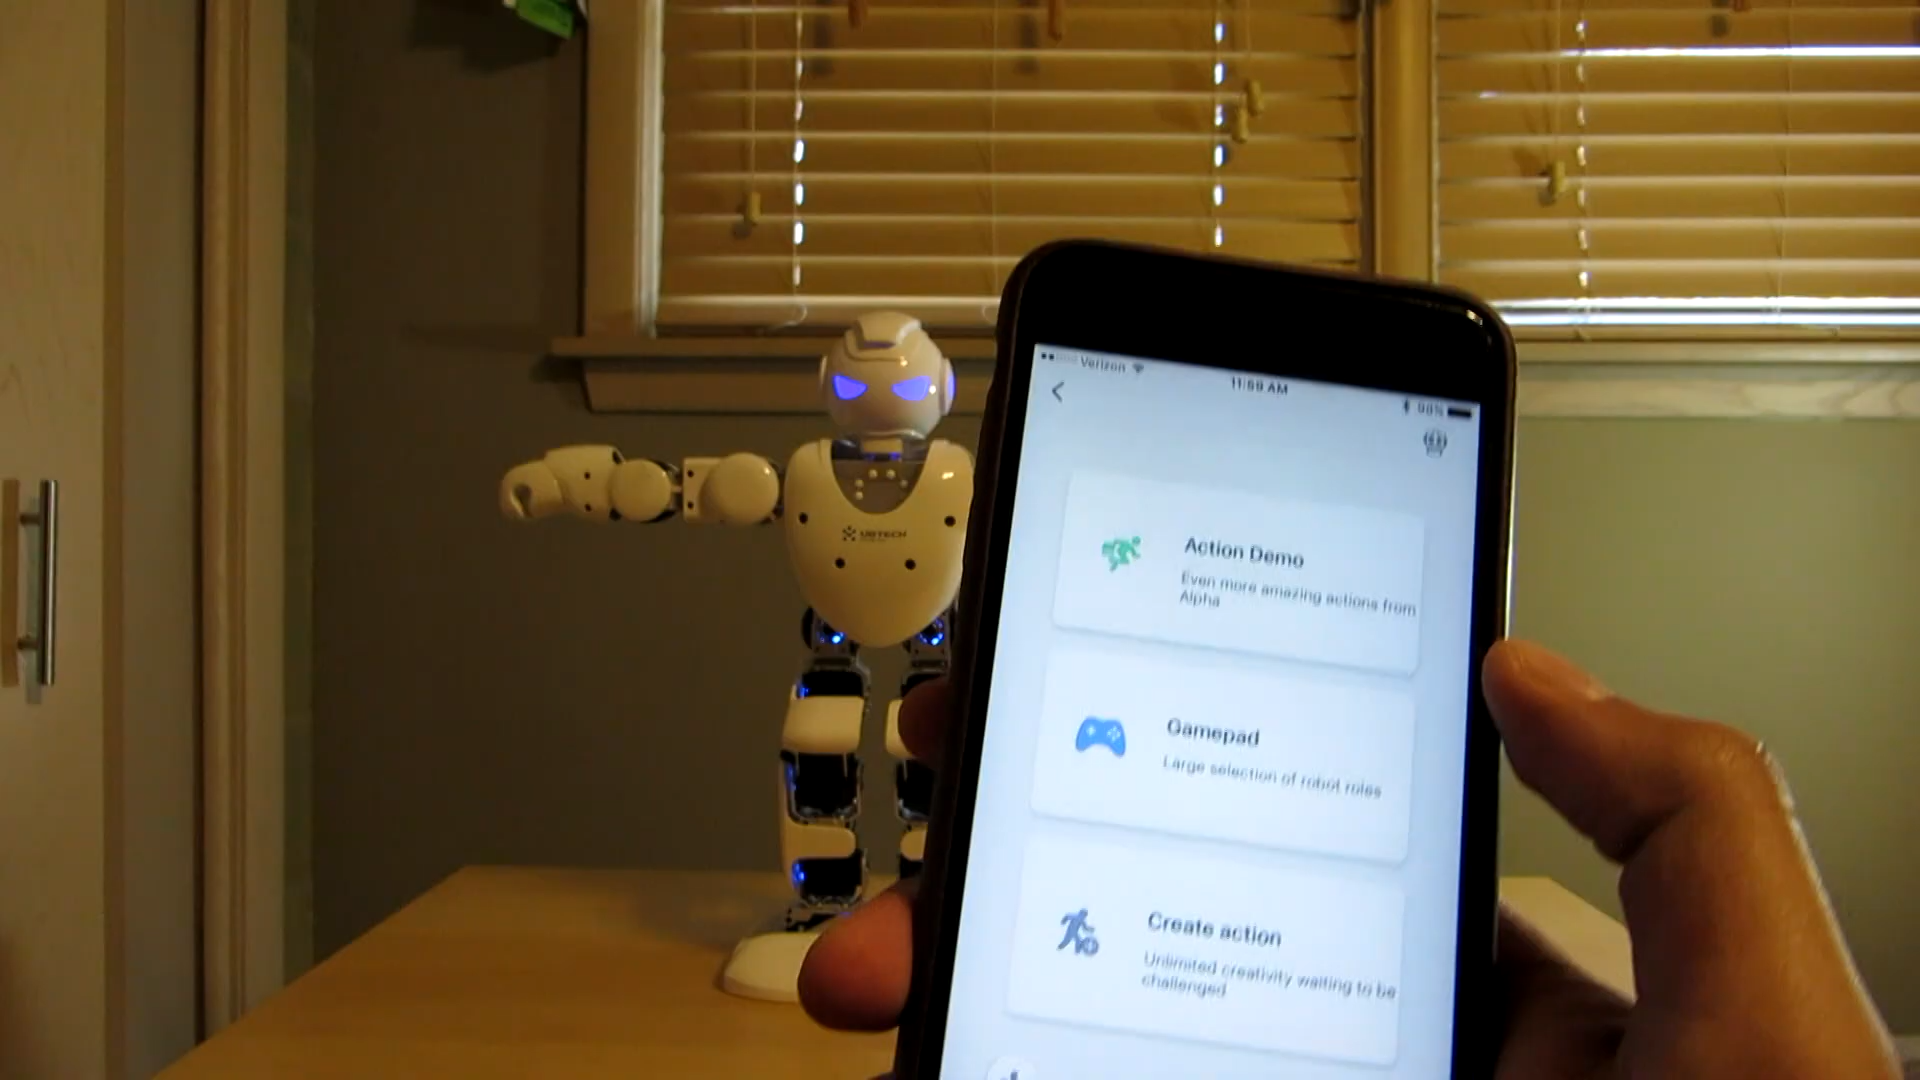 Verizon
11:59 AM
98%
UBTECH
Action Demo
Even more amazing actions from
Alpha
Gamepad
Large selection of robot roles
Create action
Unlimited creativity waiting to be
challenged